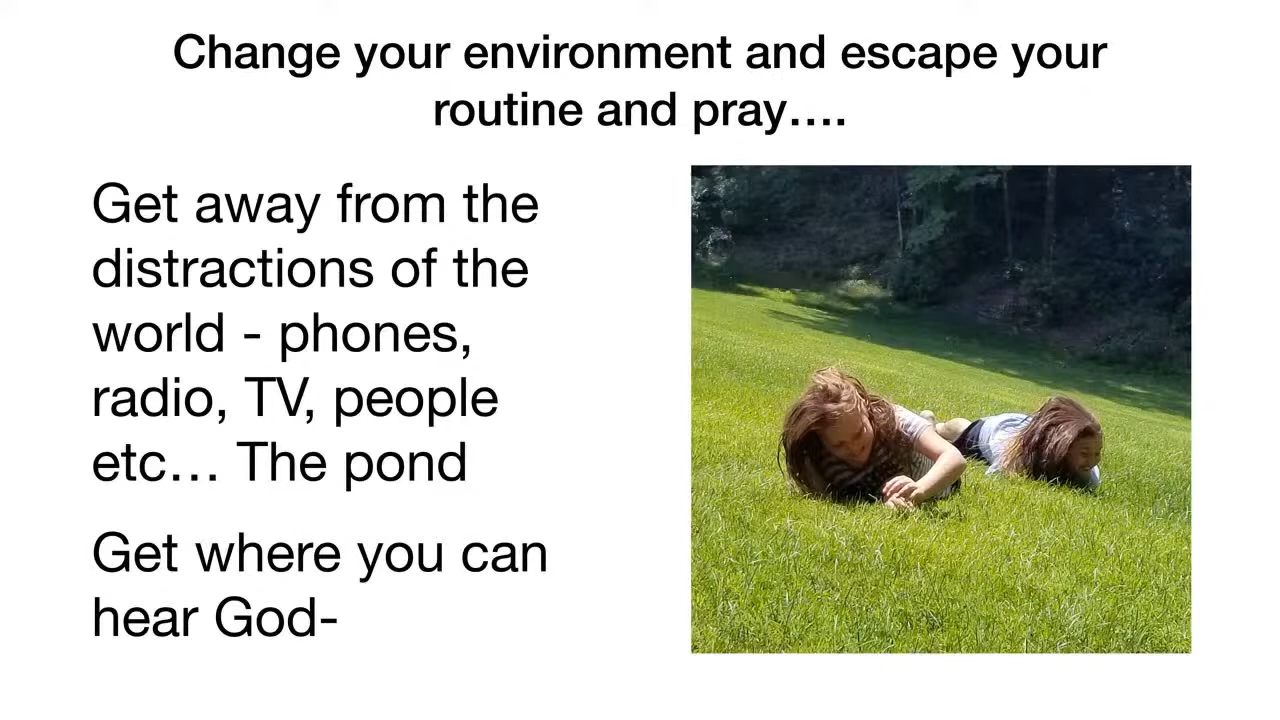 Change your environment and escape your
routine and pray….
Get away from the
distractions of the
world - phones,
radio, TV, people
etc… The pond
Get where you can
hear God-